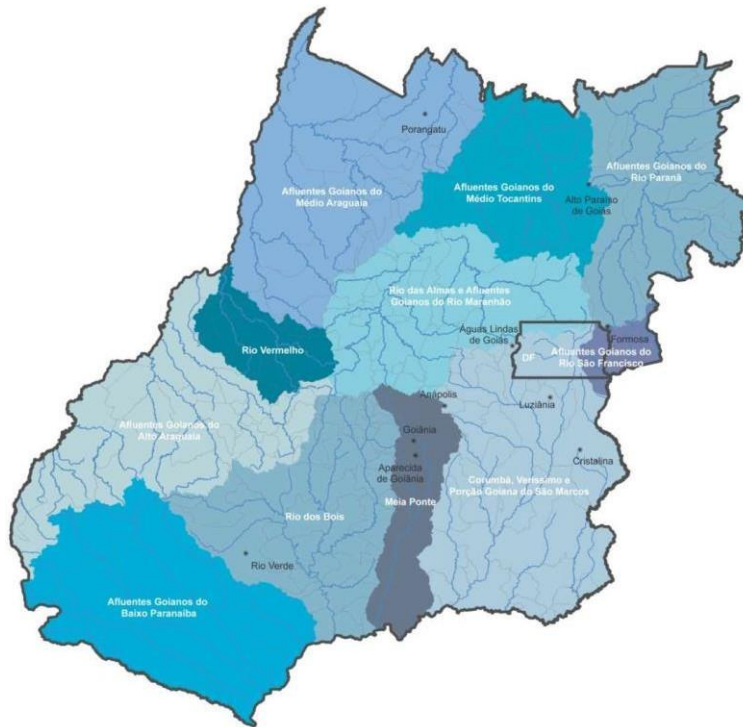 Porangatu
Afluentes Goianos do
Médio Araguaia
Afluentes Goianos do
Médio Tocantins
Afluentes Goianos do
Rio Paranã
Alto Paraíso
de Goiás
Rio das Almas e Afluentes
Goianos do Rio Maranhão
Águas Lindas
de Goiás
DF
Formosa
Afluentes Goianos do
Rio São Francisco
Rio Vermelho
Anápolis
Luziânia
Afluentes Goianos do
Alto Araguaia
Goiânia
Aparecida
de Goiânia
Cristalina
Corumbá, Veríssimo e
Porção Goiana do São Marcos
Meia Ponte
Rio dos Bois
Rio Verde
Afluentes Goianos do
Baixo Paranaíba